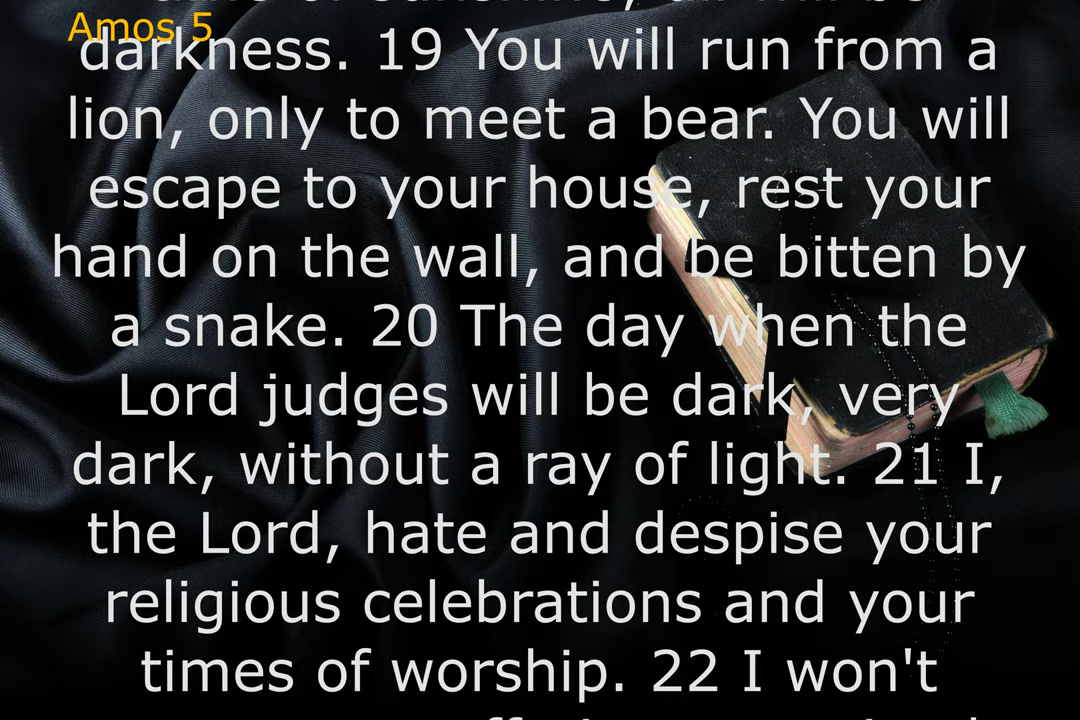 Amos 5
darkness. 19 You will run from a
lion, only to meet a bear. You will
escape to your house, rest your
hand on the wall, and be bitten by
a snake. 20 The day when the
Lord judges will be dark, very
dark, without a ray of light. 21 I,
the Lord, hate and despise your
religious celebrations and your
times of worship. 22 I won't